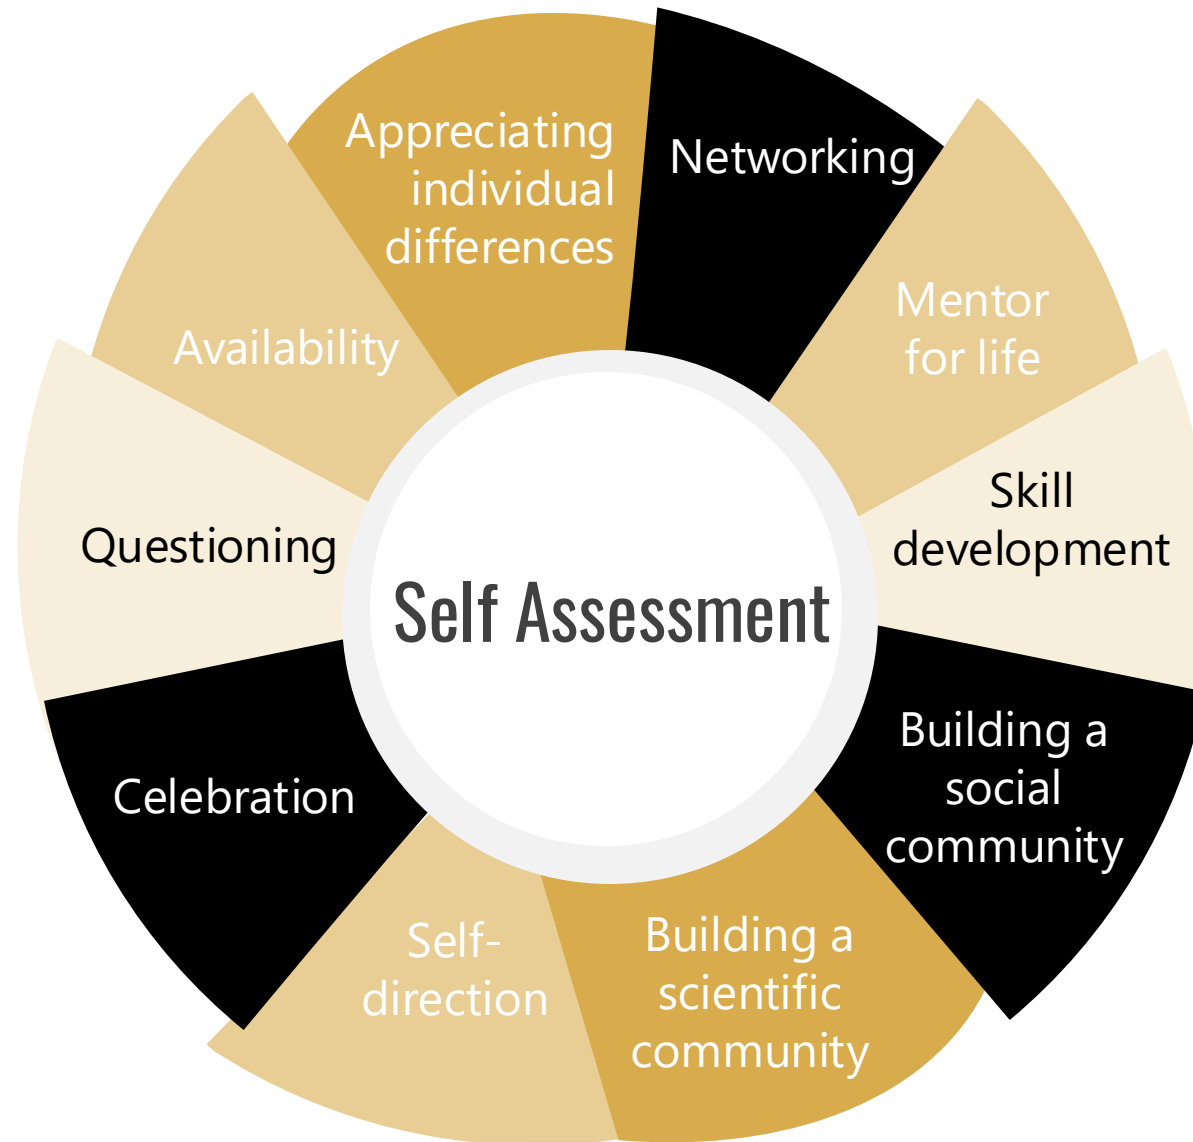 Appreciating
individual
differences
Networking
Mentor
for life
Skill
development
Building a
social
community
Building a
scientific
community
Self-
direction
Celebration
Questioning
Availability
Self Assessment